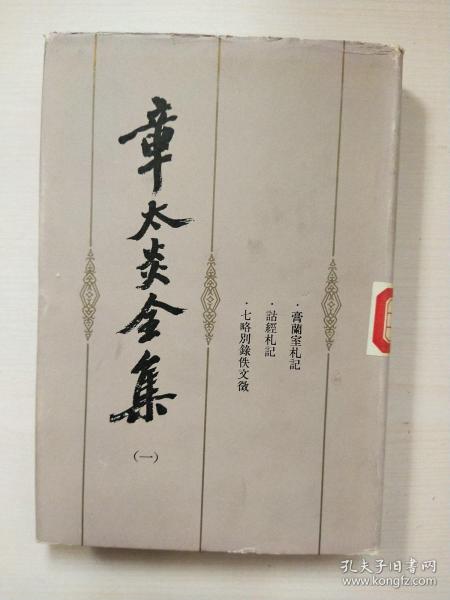 章太炎全集
（一）
·膏蘭室札記
·詁經札記
·七略別錄佚文徵
孔夫子旧书网
www.kongfz.com